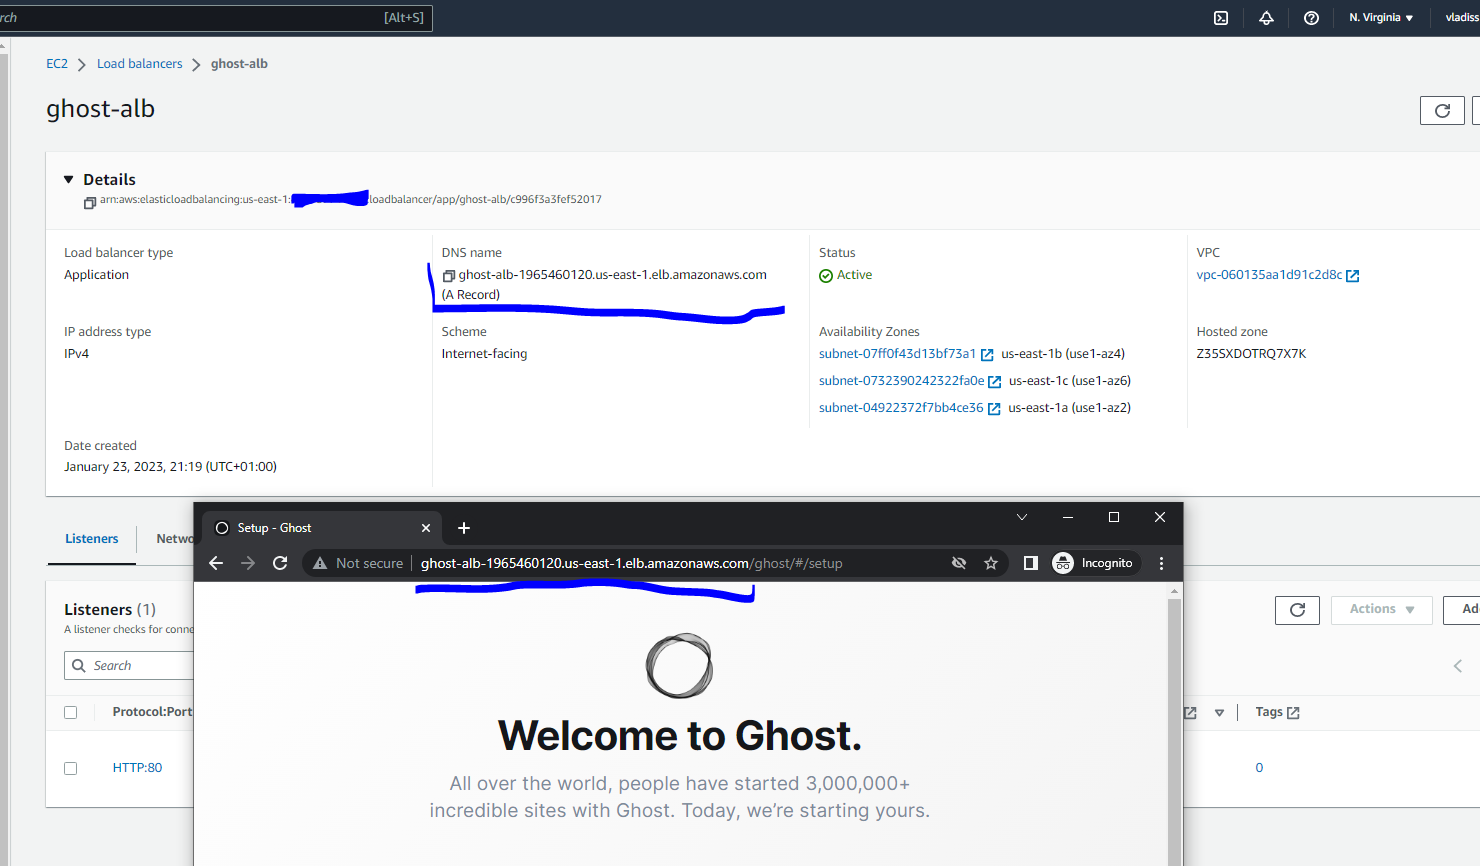 rch [Alt+S] N. Virginia vladiss
EC2 Load balancers ghost-alb
ghost-alb
Details
arn:aws:elasticloadbalancing:us-east-1: loadbalancer/app/ghost-alb/c996f3a3fef52017
Load balancer type
Application
DNS name
ghost-alb-1965460120.us-east-1.elb.amazonaws.com
(A Record)
Status
Active
VPC
vpc-060135aa1d91c2d8c
IP address type
IPv4
Scheme
Internet-facing
Availability Zones
subnet-07ff0f43d13bf73a1 us-east-1b (use1-az4)
subnet-0732390242322fa0e us-east-1c (use1-az6)
subnet-04922372f7bb4ce36 us-east-1a (use1-az2)
Hosted zone
Z35SXDOTRQ7X7K
Date created
January 23, 2023, 21:19 (UTC+01:00)
Listeners Netwo
Setup - Ghost
Not secure ghost-alb-1965460120.us-east-1.elb.amazonaws.com/ghost/#/setup Incognito
Listeners (1)
A listener checks for conne
Actions Ad
Search
Protocol:Port Tags
HTTP:80 0
Welcome to Ghost.
All over the world, people have started 3,000,000+
incredible sites with Ghost. Today, we're starting yours.